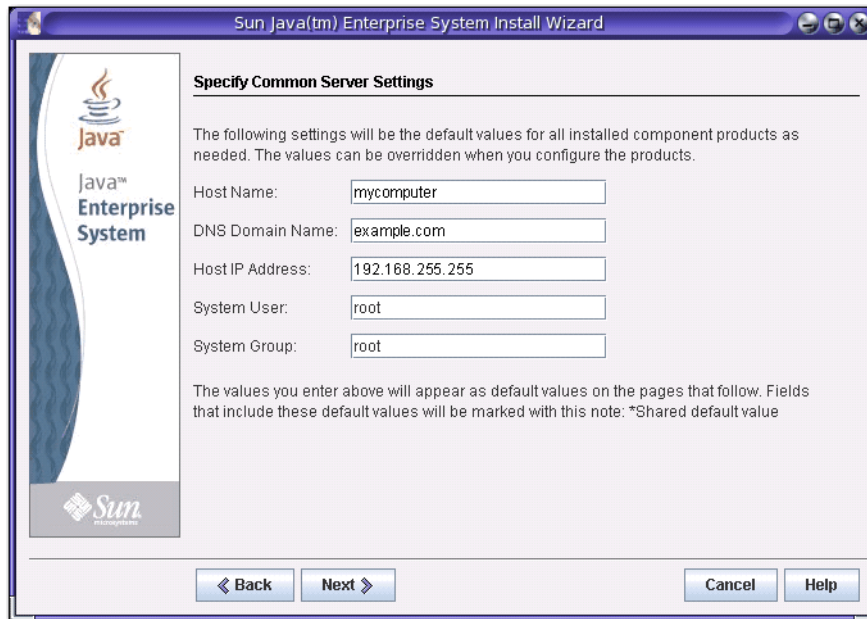 Sun Java(tm) Enterprise System Install Wizard
Java™
Java™
Enterprise
System
Sun
microsystems
Specify Common Server Settings
The following settings will be the default values for all installed component products as
needed. The values can be overridden when you configure the products.
Host Name: mycomputer
DNS Domain Name: example.com
Host IP Address: 192.168.255.255
System User: root
System Group: root
The values you enter above will appear as default values on the pages that follow. Fields
that include these default values will be marked with this note: *Shared default value
Back Next Cancel Help